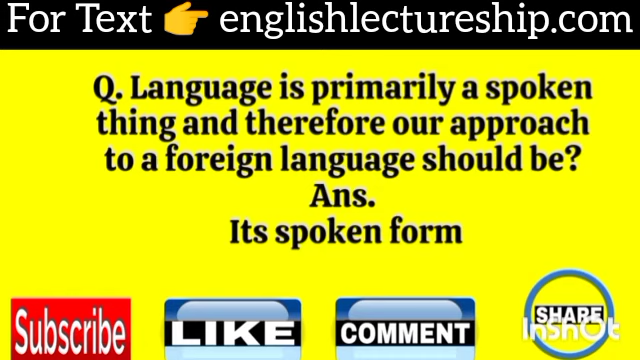 For Text 👉 englishlectureship.com
Q. Language is primarily a spoken
thing and therefore our approach
to a foreign language should be?
Ans.
Its spoken form
Subscribe
LIKE
COMMENT
SHARE
InShOt